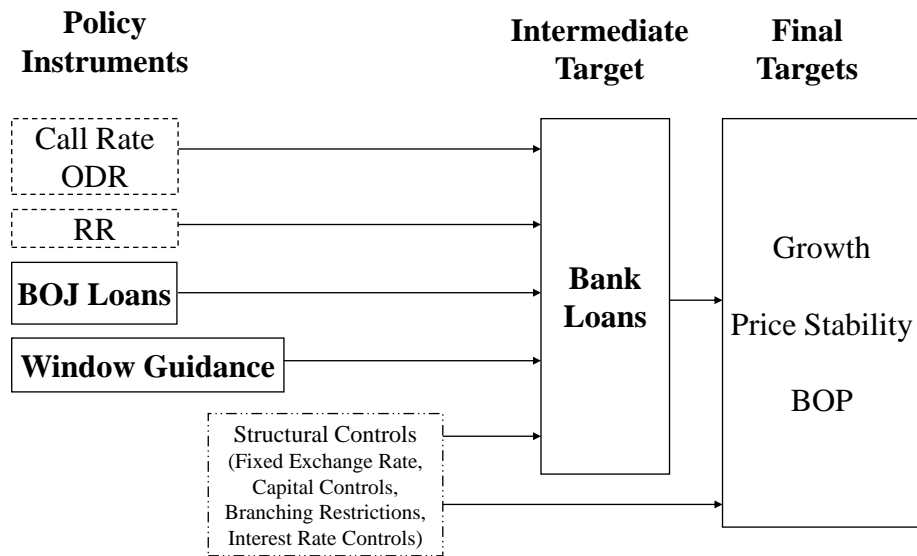 Policy
Instruments
Intermediate
Target
Final
Targets
Call Rate
ODR
RR
BOJ Loans
Window Guidance
Structural Controls
(Fixed Exchange Rate,
Capital Controls,
Branching Restrictions,
Interest Rate Controls)
Bank
Loans
Growth
Price Stability
BOP